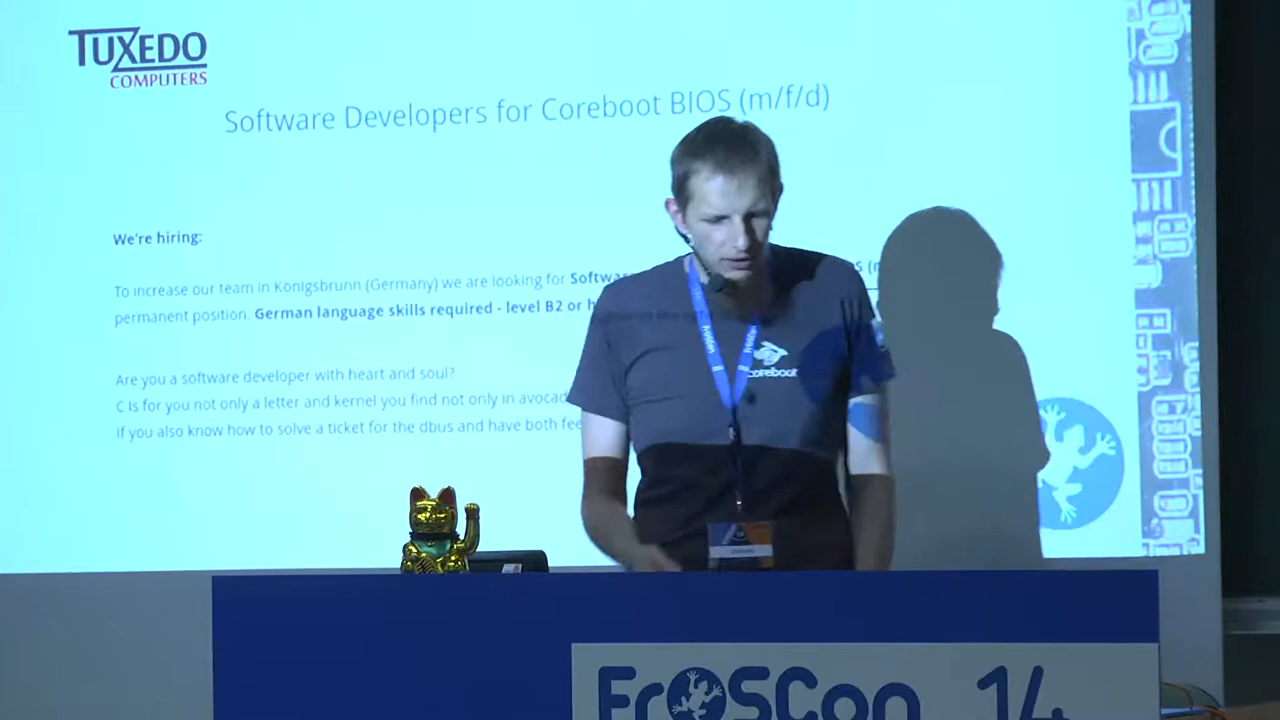 TUXEDO
COMPUTERS
Software Developers for Coreboot BIOS (m/f/d)
We're hiring:
To increase our team in Königsbrunn (Germany) we are looking for
permanent position. German language skills required - level B2 or
Are you a software developer with heart and soul?
C is for you not only a letter and kernel you find not only in
If you also know how to solve a ticket for the dbus and have both
FrOSCon
coreboot
FrOSCon 14